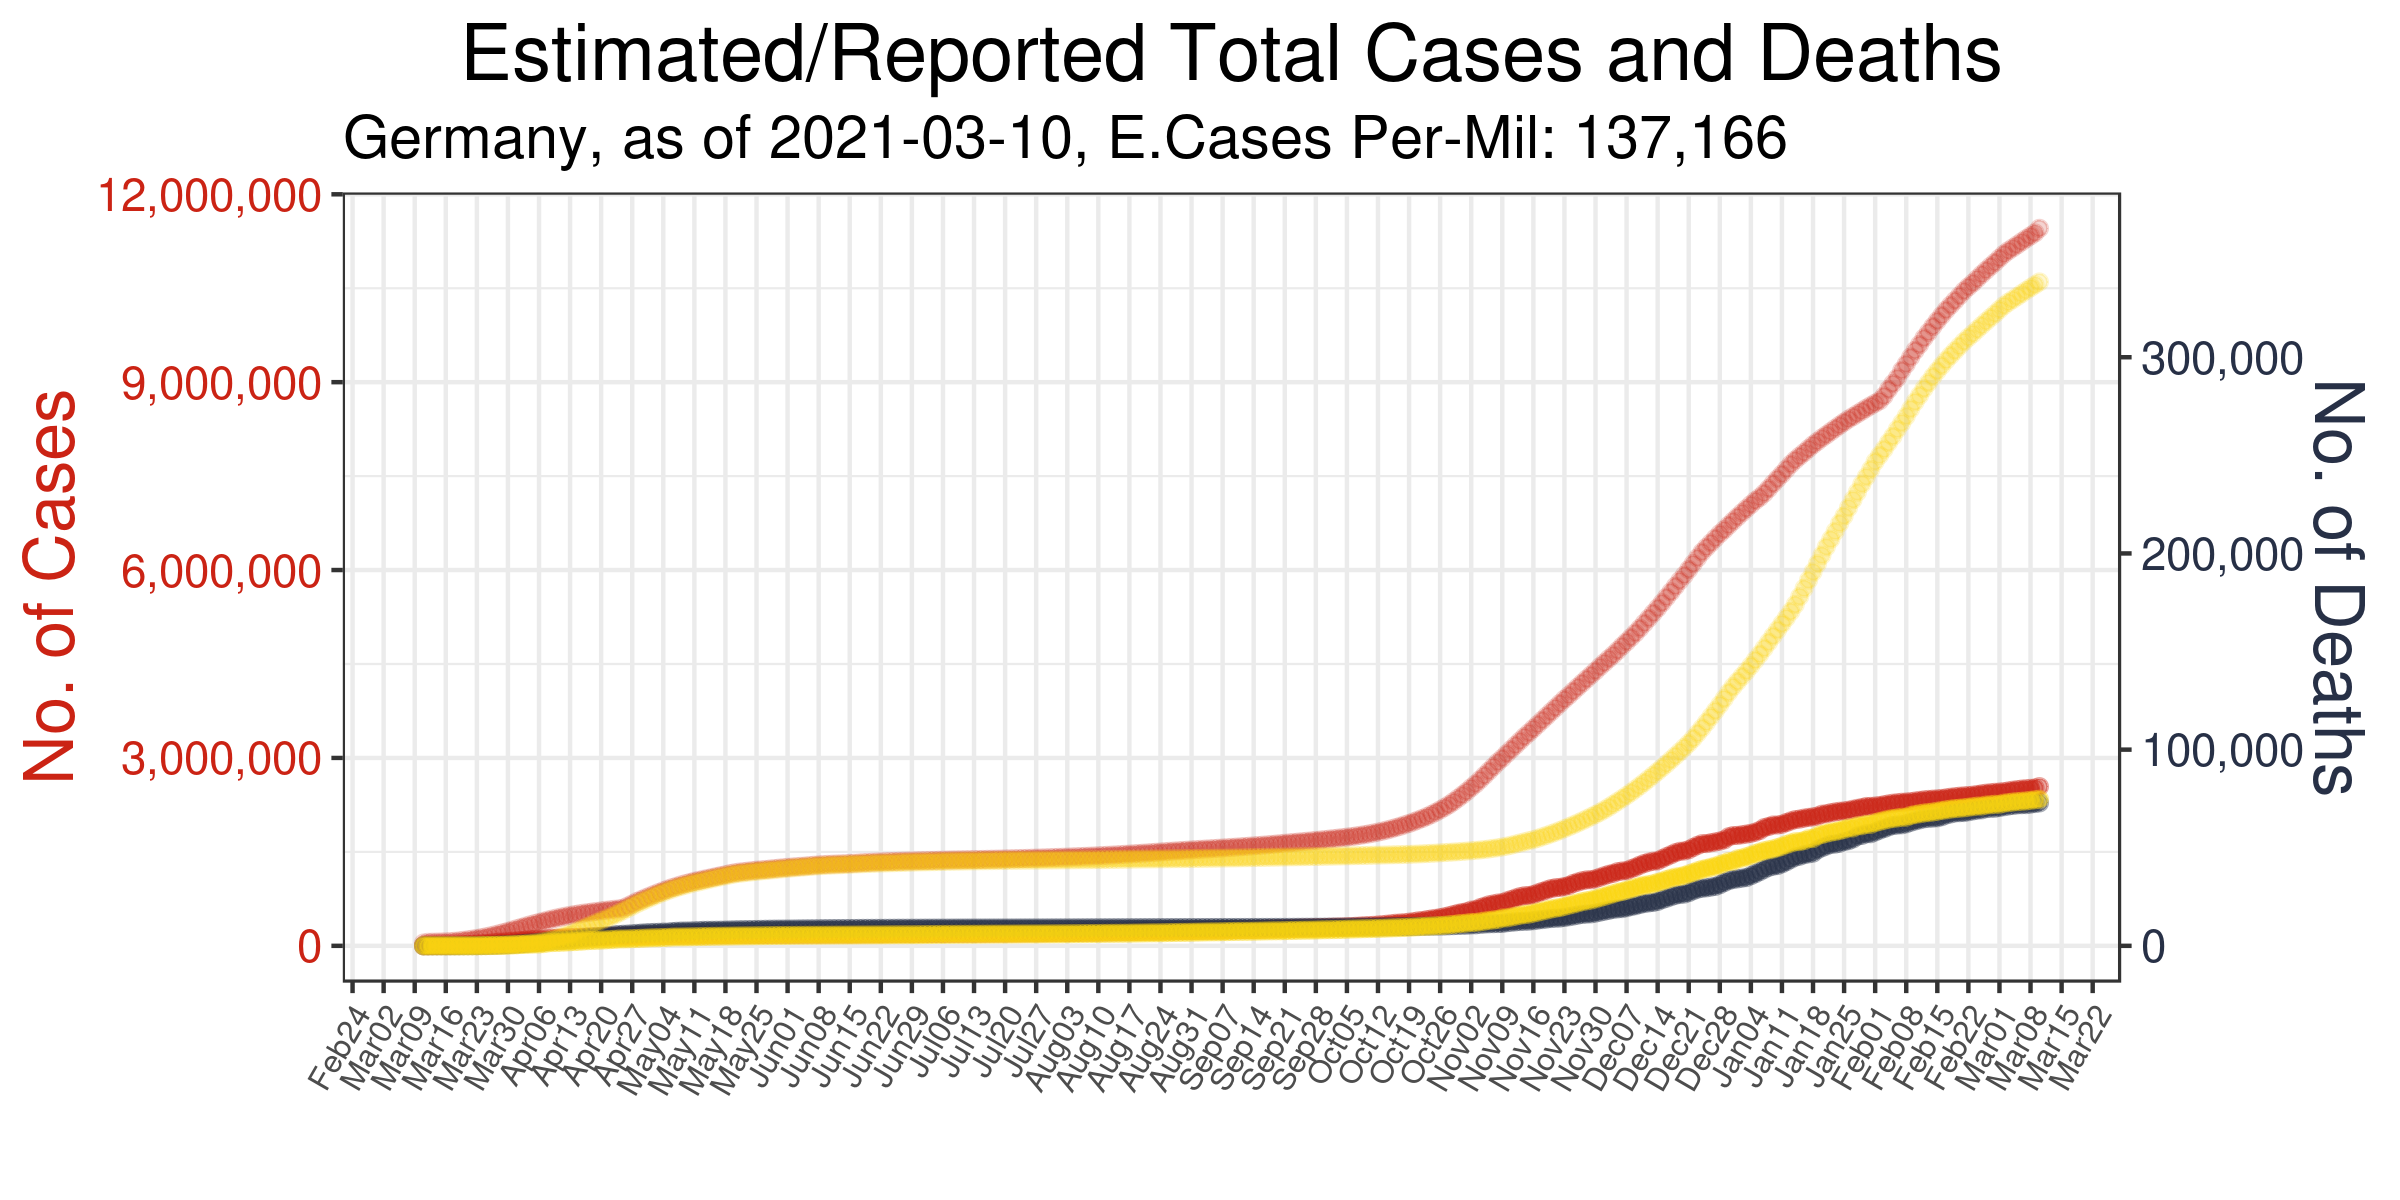 Estimated/Reported Total Cases and Deaths
Germany, as of 2021-03-10, E.Cases Per-Mil: 137,166
No. of Cases
12,000,000
9,000,000
6,000,000
3,000,000
0
300,000
200,000
100,000
0
No. of Deaths
Feb24
Mar02
Mar09
Mar16
Mar23
Mar30
Apr06
Apr13
Apr20
Apr27
May04
May11
May18
May25
Jun01
Jun08
Jun15
Jun22
Jun29
Jul06
Jul13
Jul20
Jul27
Aug03
Aug10
Aug17
Aug24
Aug31
Sep07
Sep14
Sep21
Sep28
Oct05
Oct12
Oct19
Oct26
Nov02
Nov09
Nov16
Nov23
Nov30
Dec07
Dec14
Dec21
Dec28
Jan04
Jan11
Jan18
Jan25
Feb01
Feb08
Feb15
Feb22
Mar01
Mar08
Mar15
Mar22